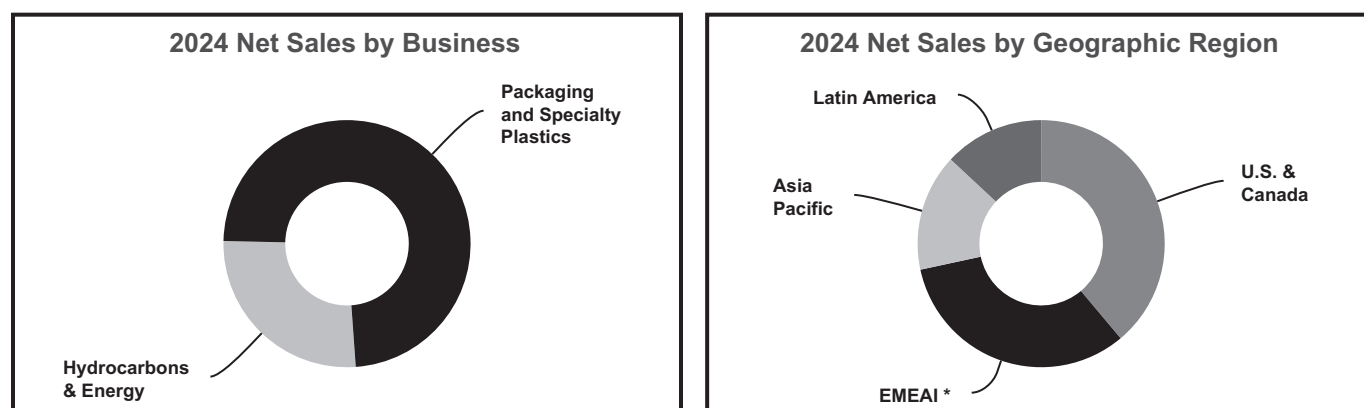 2024 Net Sales by Business
Packaging
and Specialty
Plastics
Hydrocarbons
& Energy
2024 Net Sales by Geographic Region
Latin America
Asia
Pacific
U.S. &
Canada
EMEAI *